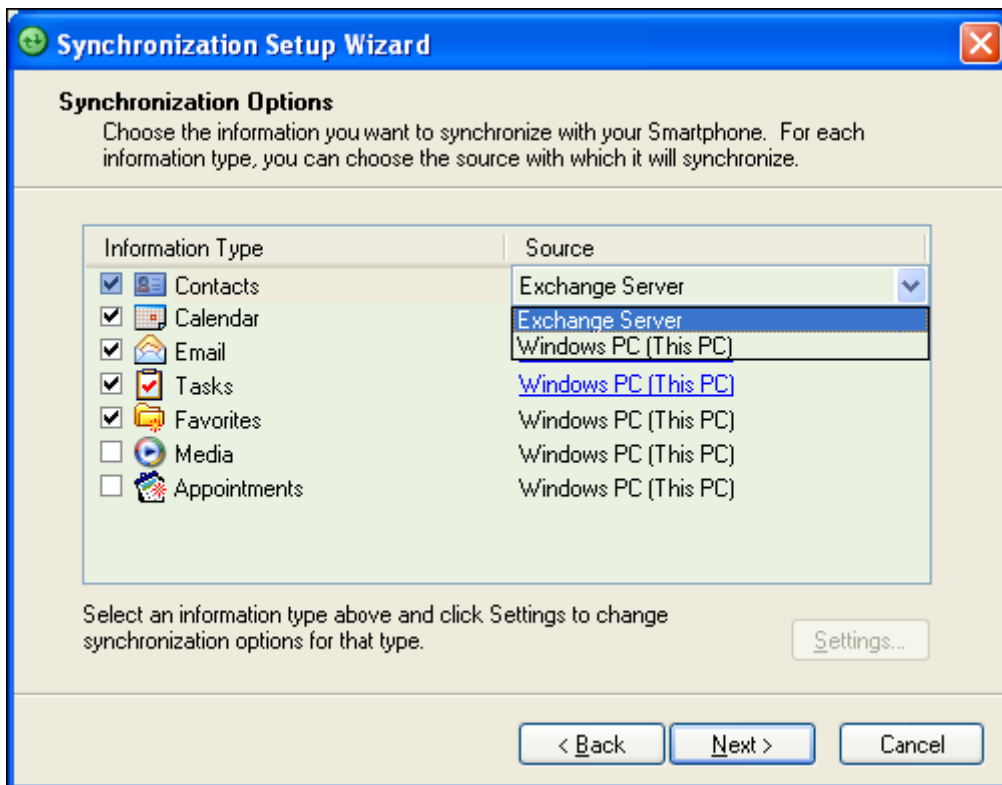 Synchronization Setup Wizard
Synchronization Options
Choose the information you want to synchronize with your Smartphone. For each
information type, you can choose the source with which it will synchronize.
Information Type Source
Contacts Exchange Server
Calendar Exchange Server
Email Windows PC (This PC)
Tasks Windows PC (This PC)
Favorites Windows PC (This PC)
Media Windows PC (This PC)
Appointments Windows PC (This PC)
Select an information type above and click Settings to change
synchronization options for that type.
Settings...
< Back Next > Cancel